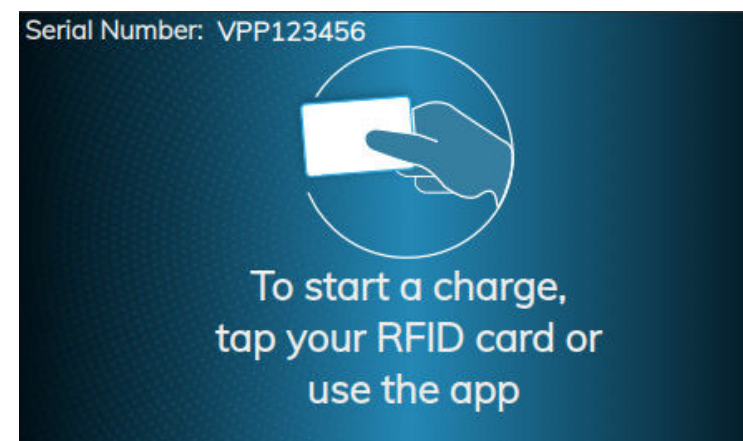 Serial Number: VPP123456
To start a charge,
tap your RFID card or
use the app